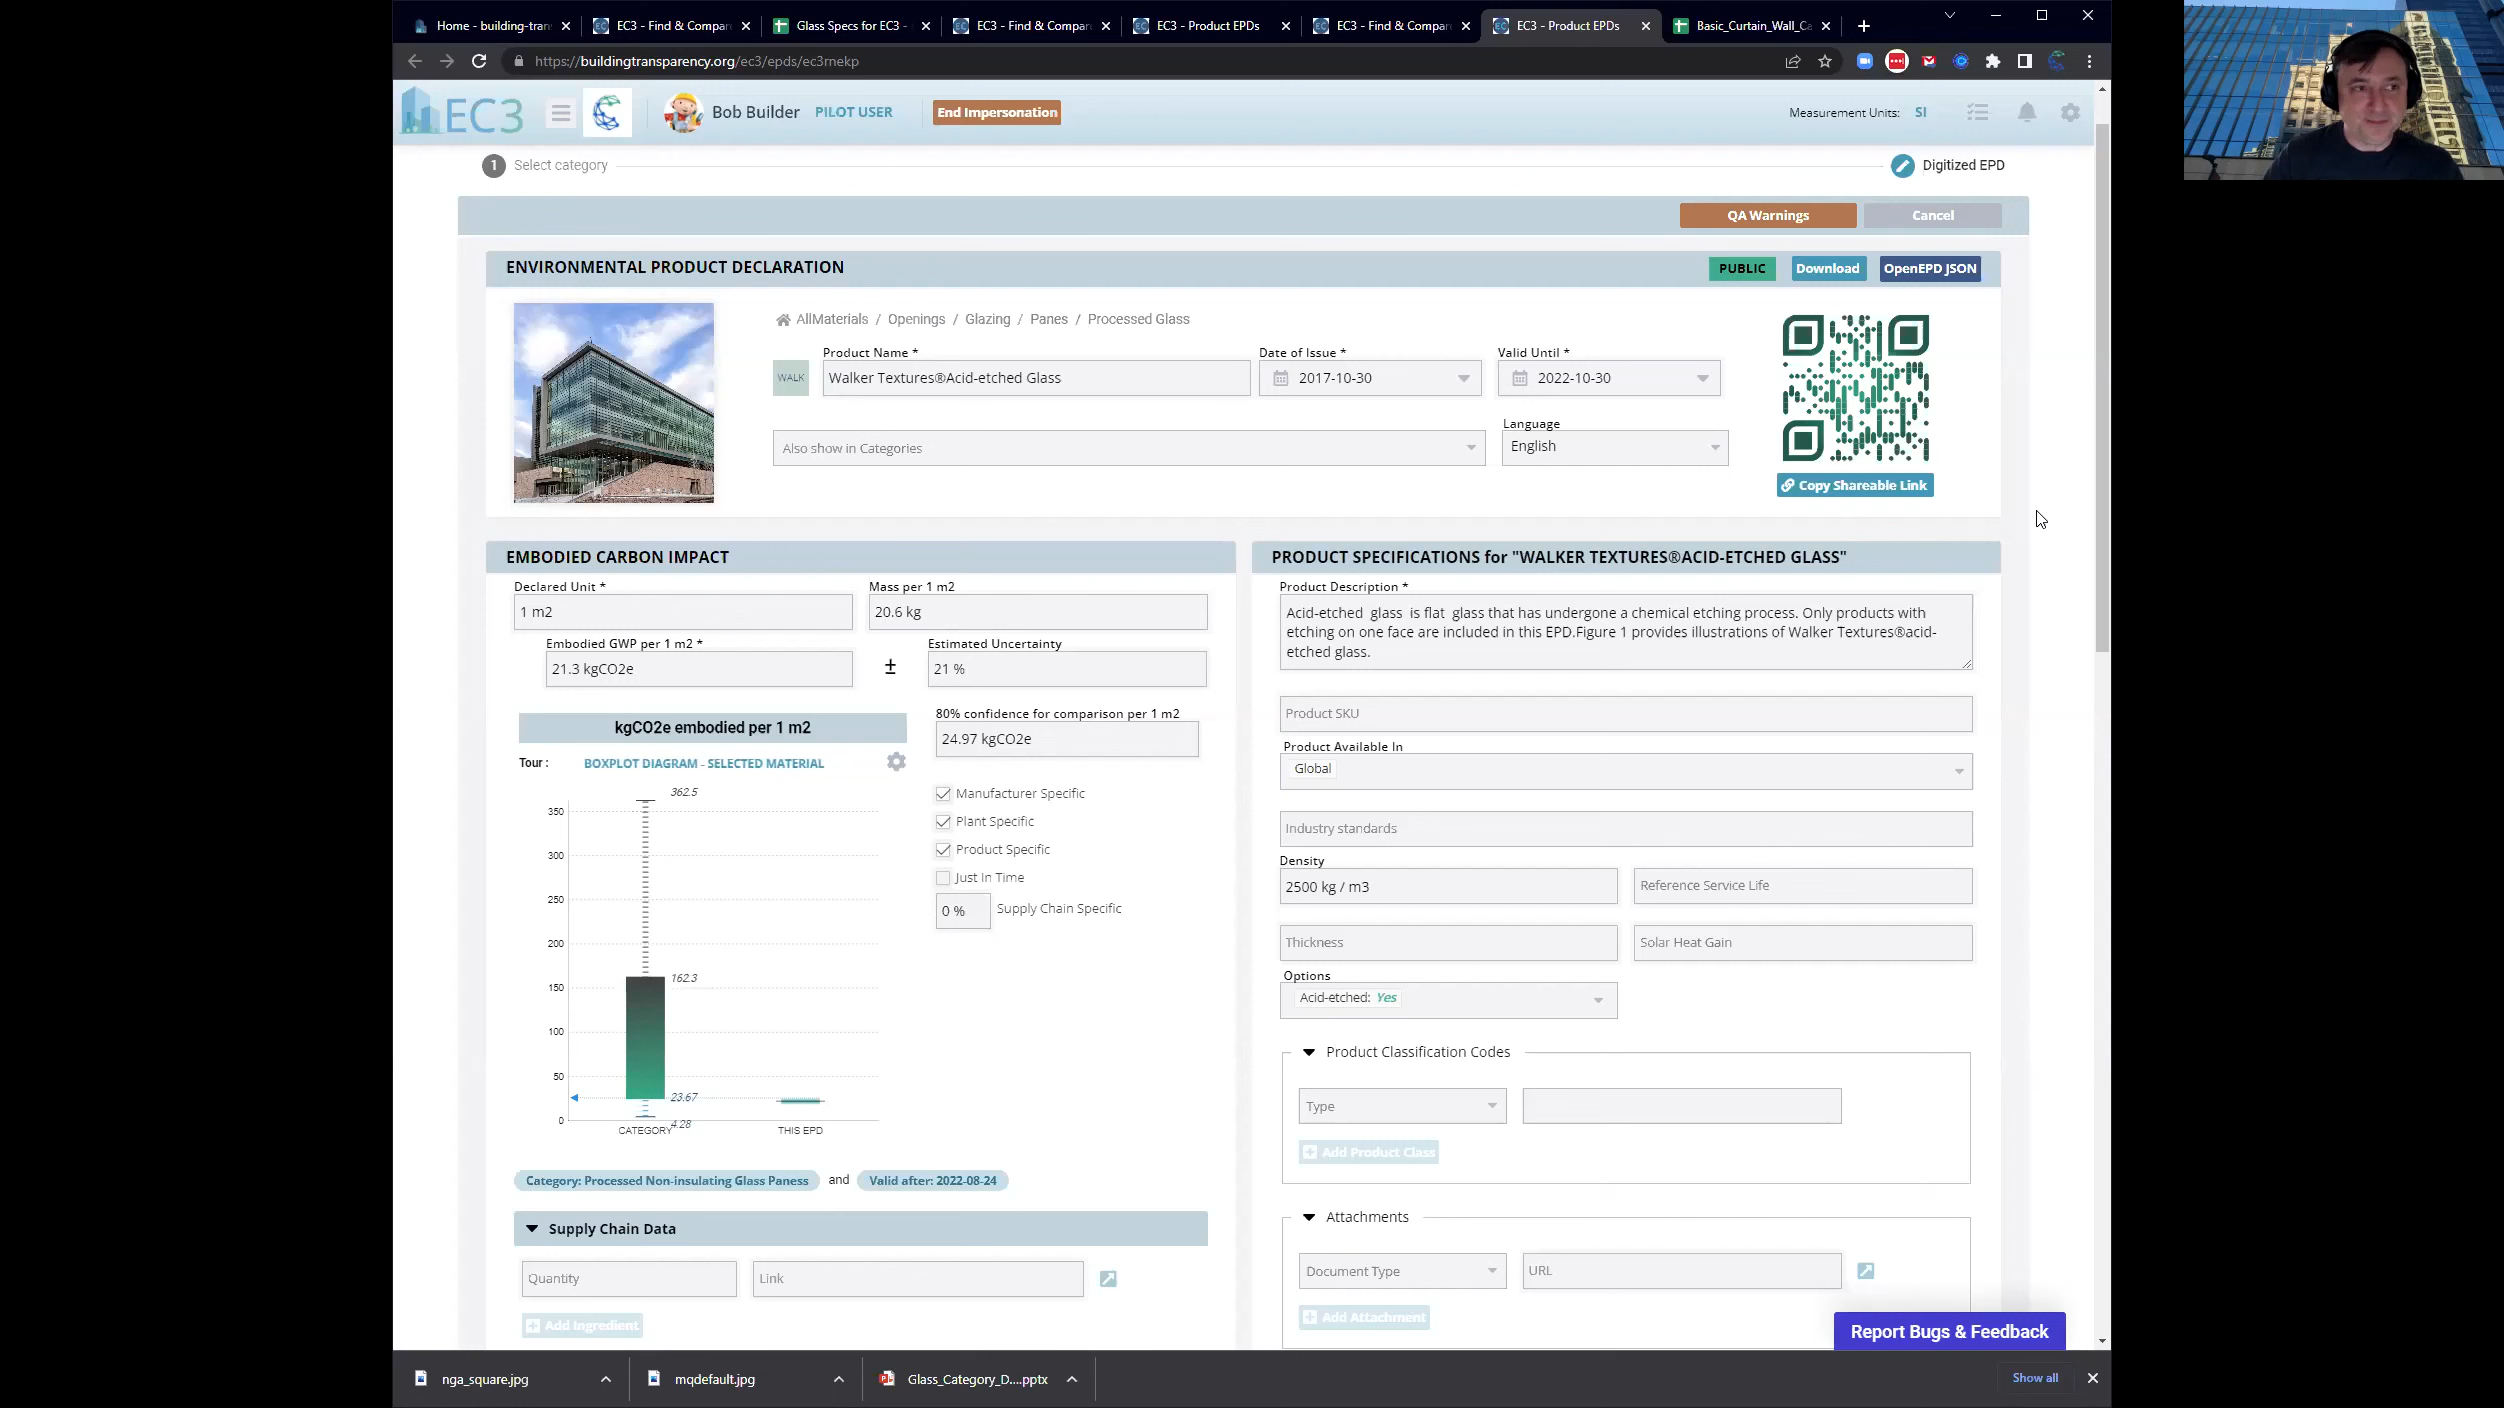 Home - building-tran
EC3 - Find & Compar
Glass Specs for EC3 -
EC3 - Find & Compar
EC3 - Product EPDs
EC3 - Find & Compar
EC3 - Product EPDs
Basic_Curtain_Wall_Ca
https://buildingtransparency.org/ec3/epds/ec3rnekp
EC3
Bob Builder
PILOT USER
End Impersonation
Measurement Units:
SI
1
Select category
Digitized EPD
QA Warnings
Cancel
ENVIRONMENTAL PRODUCT DECLARATION
PUBLIC
Download
OpenEPD JSON
AllMaterials / Openings / Glazing / Panes / Processed Glass
Product Name *
Date of Issue *
Valid Until *
WALK
Walker Textures®Acid-etched Glass
2017-10-30
2022-10-30
Language
Also show in Categories
English
Copy Shareable Link
EMBODIED CARBON IMPACT
Declared Unit *
Mass per 1 m2
1 m2
20.6 kg
Embodied GWP per 1 m2 *
Estimated Uncertainty
21.3 kgCO2e
±
21 %
kgCO2e embodied per 1 m2
80% confidence for comparison per 1 m2
24.97 kgCO2e
Tour :
BOXPLOT DIAGRAM - SELECTED MATERIAL
362.5
350
300
250
200
162.3
150
100
50
23.67
0
4.28
CATEGORY
THIS EPD
Manufacturer Specific
Plant Specific
Product Specific
Just In Time
0 %
Supply Chain Specific
Category: Processed Non-insulating Glass Paness
and
Valid after: 2022-08-24
Supply Chain Data
Quantity
Link
Add Ingredient
PRODUCT SPECIFICATIONS for "WALKER TEXTURES®ACID-ETCHED GLASS"
Product Description *
Acid-etched glass is flat glass that has undergone a chemical etching process. Only products with
etching on one face are included in this EPD.Figure 1 provides illustrations of Walker Textures®acid-
etched glass.
Product SKU
Product Available In
Global
Industry standards
Density
2500 kg / m3
Reference Service Life
Thickness
Solar Heat Gain
Options
Acid-etched: Yes
Product Classification Codes
Type
Add Product Class
Attachments
Document Type
URL
Add Attachment
Report Bugs & Feedback
nga_square.jpg
mqdefault.jpg
Glass_Category_D....pptx
Show all